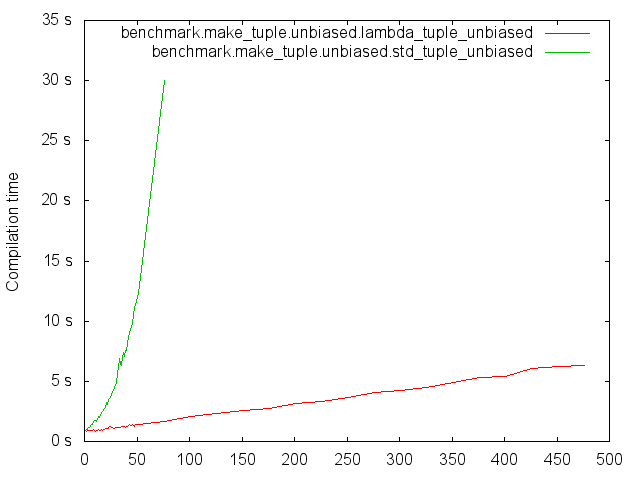 35 s
benchmark.make_tuple.unbiased.lambda_tuple_unbiased
benchmark.make_tuple.unbiased.std_tuple_unbiased
30 s
25 s
20 s
15 s
10 s
5 s
0 s
Compilation time
0 50 100 150 200 250 300 350 400 450 500